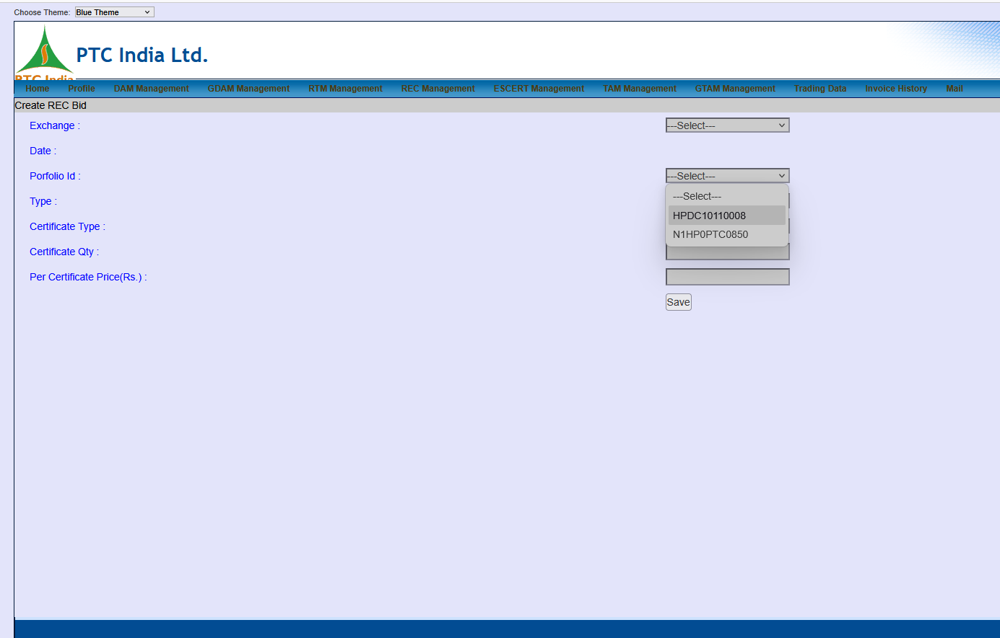 Choose Theme: Blue Theme
PTC India Ltd.
PTC India
Home Profile DAM Management GDAM Management RTM Management REC Management ESCERT Management TAM Management GTAM Management Trading Data Invoice History Mail
Create REC Bid
Exchange : ---Select---
Date :
Porfolio Id : ---Select---
---Select---
Type :
HPDC10110008
Certificate Type :
N1HP0PTC0850
Certificate Qty :
Per Certificate Price(Rs.) :
Save